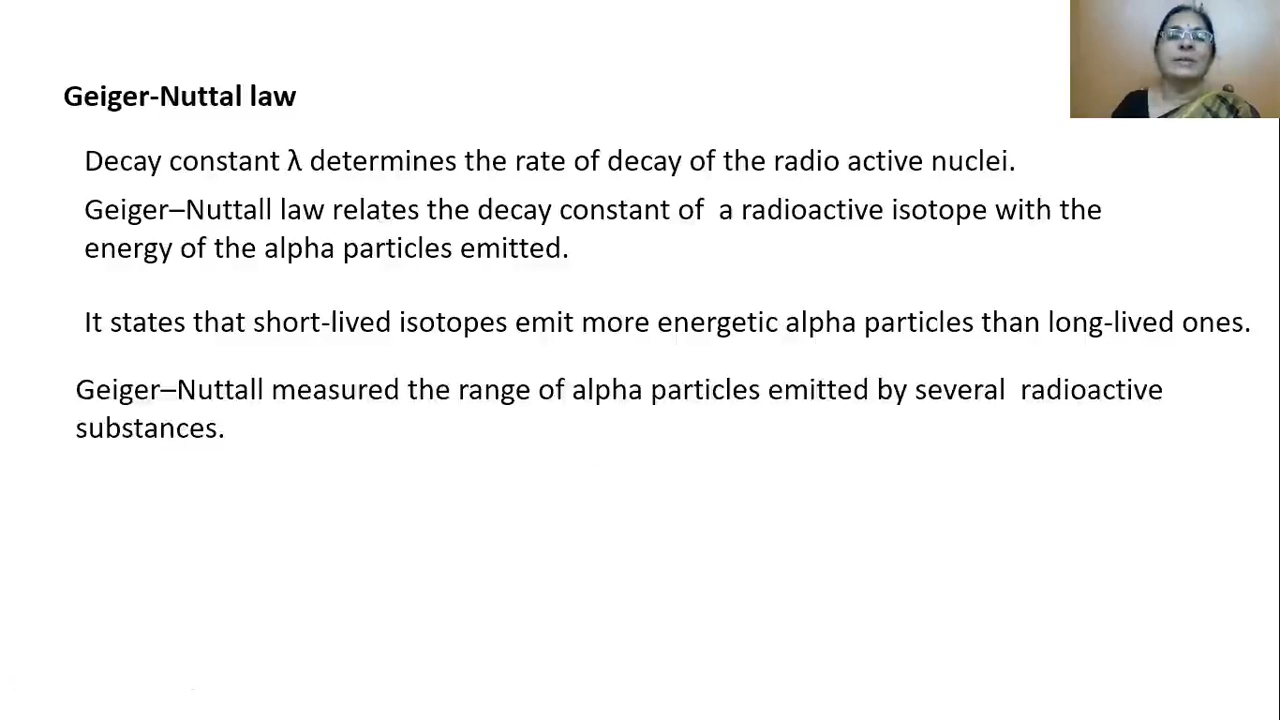 Geiger-Nuttal law
Decay constant λ determines the rate of decay of the radio active nuclei.
Geiger–Nuttall law relates the decay constant of  a radioactive isotope with the
energy of the alpha particles emitted.
It states that short-lived isotopes emit more energetic alpha particles than long-lived ones.
Geiger–Nuttall measured the range of alpha particles emitted by several  radioactive
substances.